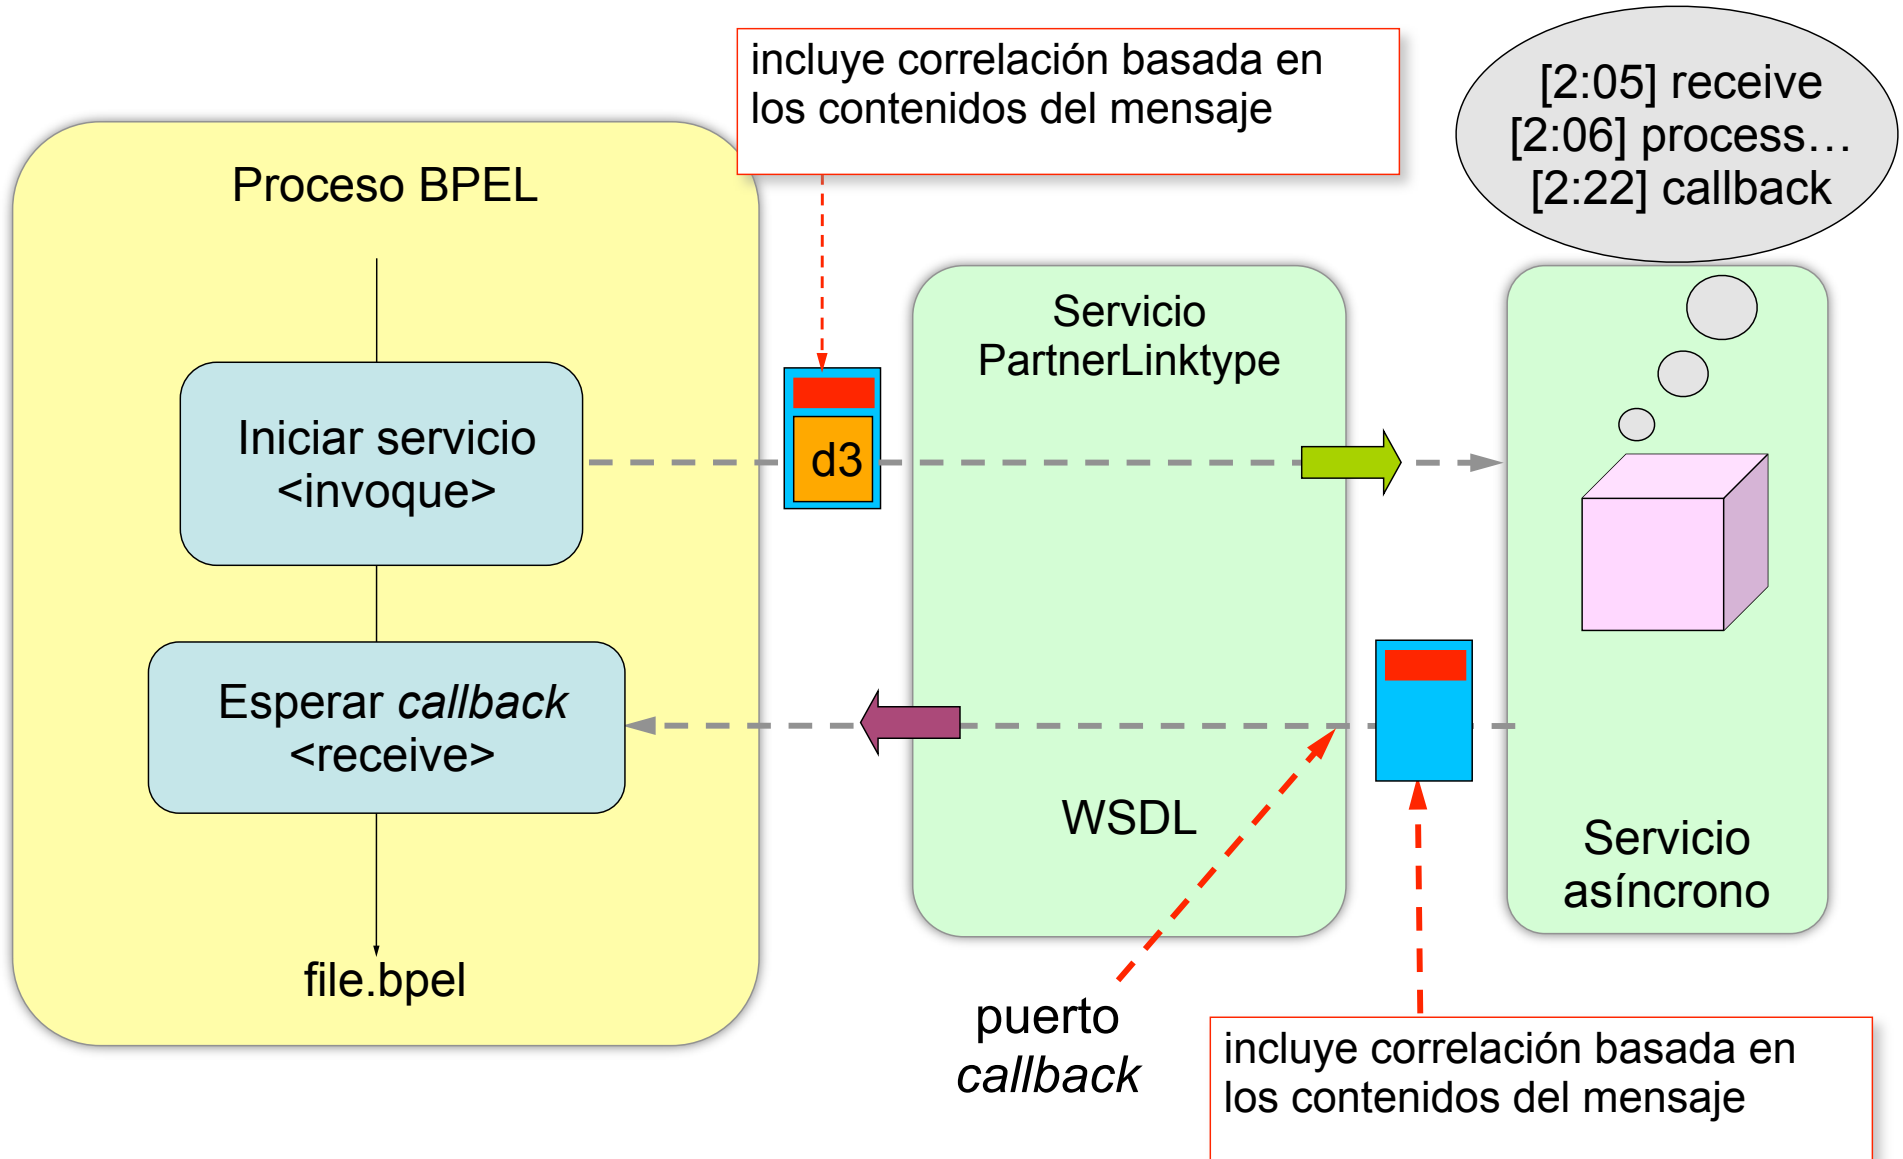 incluye correlación basada en
los contenidos del mensaje
[2:05] receive
[2:06] process…
[2:22] callback
Proceso BPEL
Servicio
PartnerLinktype
Iniciar servicio
<invoque>
d3
Esperar callback
<receive>
WSDL
Servicio
asíncrono
file.bpel
puerto
callback
incluye correlación basada en
los contenidos del mensaje